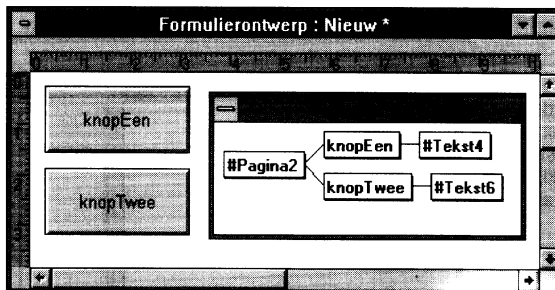 Formulierontwerp : Nieuw *
knopEen
knopTwee
#Pagina2
knopEen
#Tekst4
knopTwee
#Tekst6